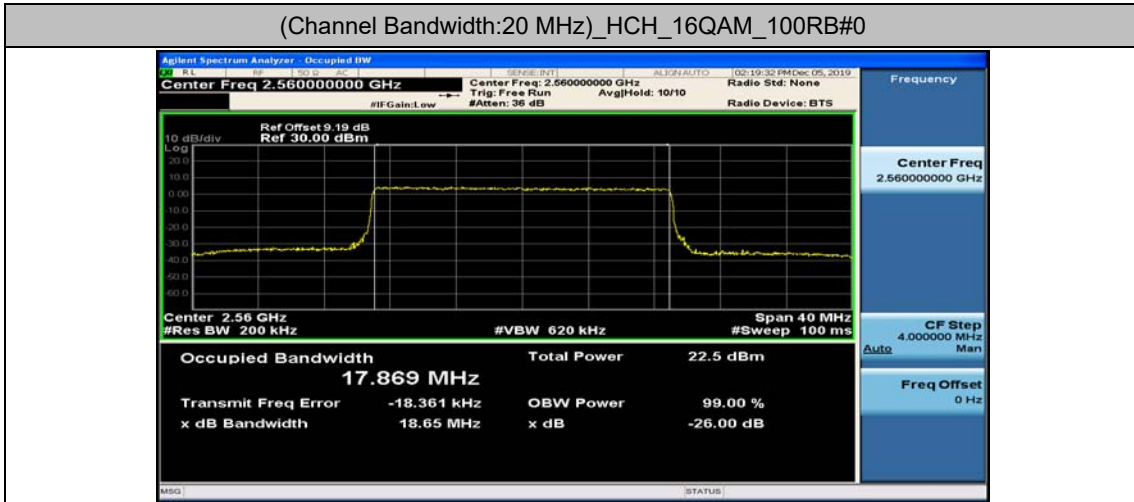 (Channel Bandwidth:20 MHz)_HCH_16QAM_100RB#0
Agilent Spectrum Analyzer - Occupied BW
RL RF 50 Ω AC SENSE:INT ALIGN AUTO 02:19:32 PM Dec 05, 2019
Center Freq 2.560000000 GHz
Center Freq: 2.560000000 GHz
Radio Std: None
Trig: Free Run Avg|Hold: 10/10
#IFGain:Low #Atten: 36 dB Radio Device: BTS
Ref Offset 9.19 dB
10 dB/div Ref 30.00 dBm
Log
20.0
10.0
0.00
-10.0
-20.0
-30.0
-40.0
-50.0
-60.0
Center 2.56 GHz Span 40 MHz
#Res BW 200 kHz #VBW 620 kHz #Sweep 100 ms
Occupied Bandwidth Total Power 22.5 dBm
17.869 MHz
Transmit Freq Error -18.361 kHz OBW Power 99.00 %
x dB Bandwidth 18.65 MHz x dB -26.00 dB
MSG STATUS
Frequency
Center Freq
2.560000000 GHz
CF Step
4.000000 MHz
Auto Man
Freq Offset
0 Hz